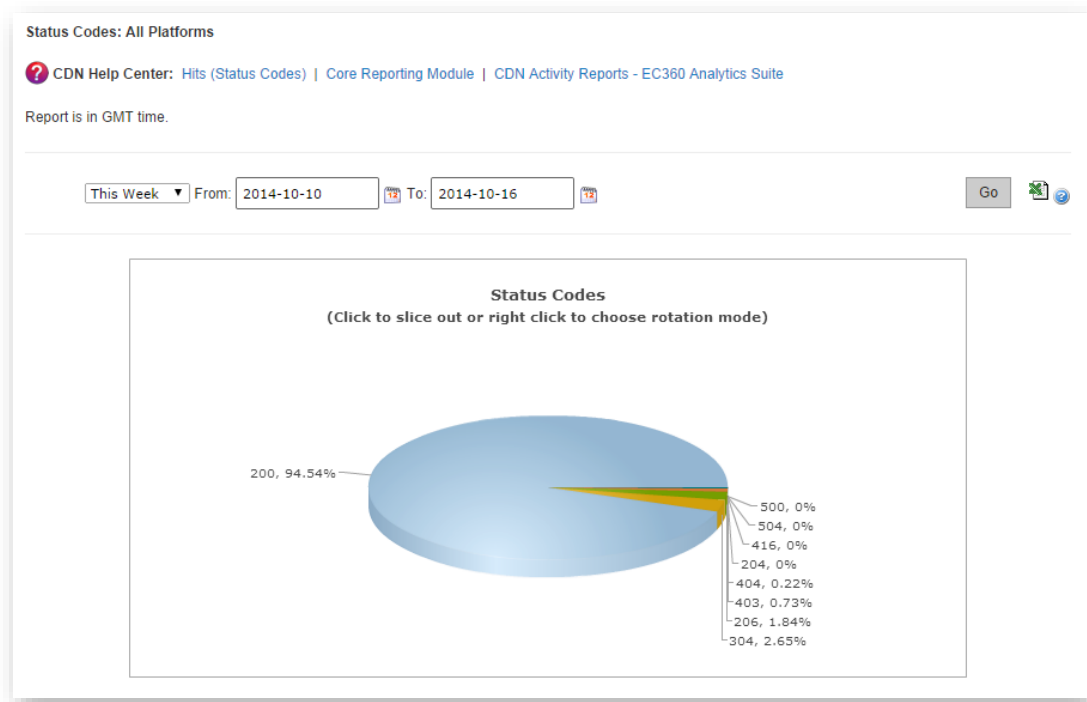 Status Codes: All Platforms
? CDN Help Center: Hits (Status Codes) | Core Reporting Module | CDN Activity Reports - EC360 Analytics Suite
Report is in GMT time.
This Week ▼ From: 2014-10-10 12 To: 2014-10-16 12 Go ?
Status Codes
(Click to slice out or right click to choose rotation mode)
200, 94.54%
500, 0%
504, 0%
416, 0%
204, 0%
404, 0.22%
403, 0.73%
206, 1.84%
304, 2.65%